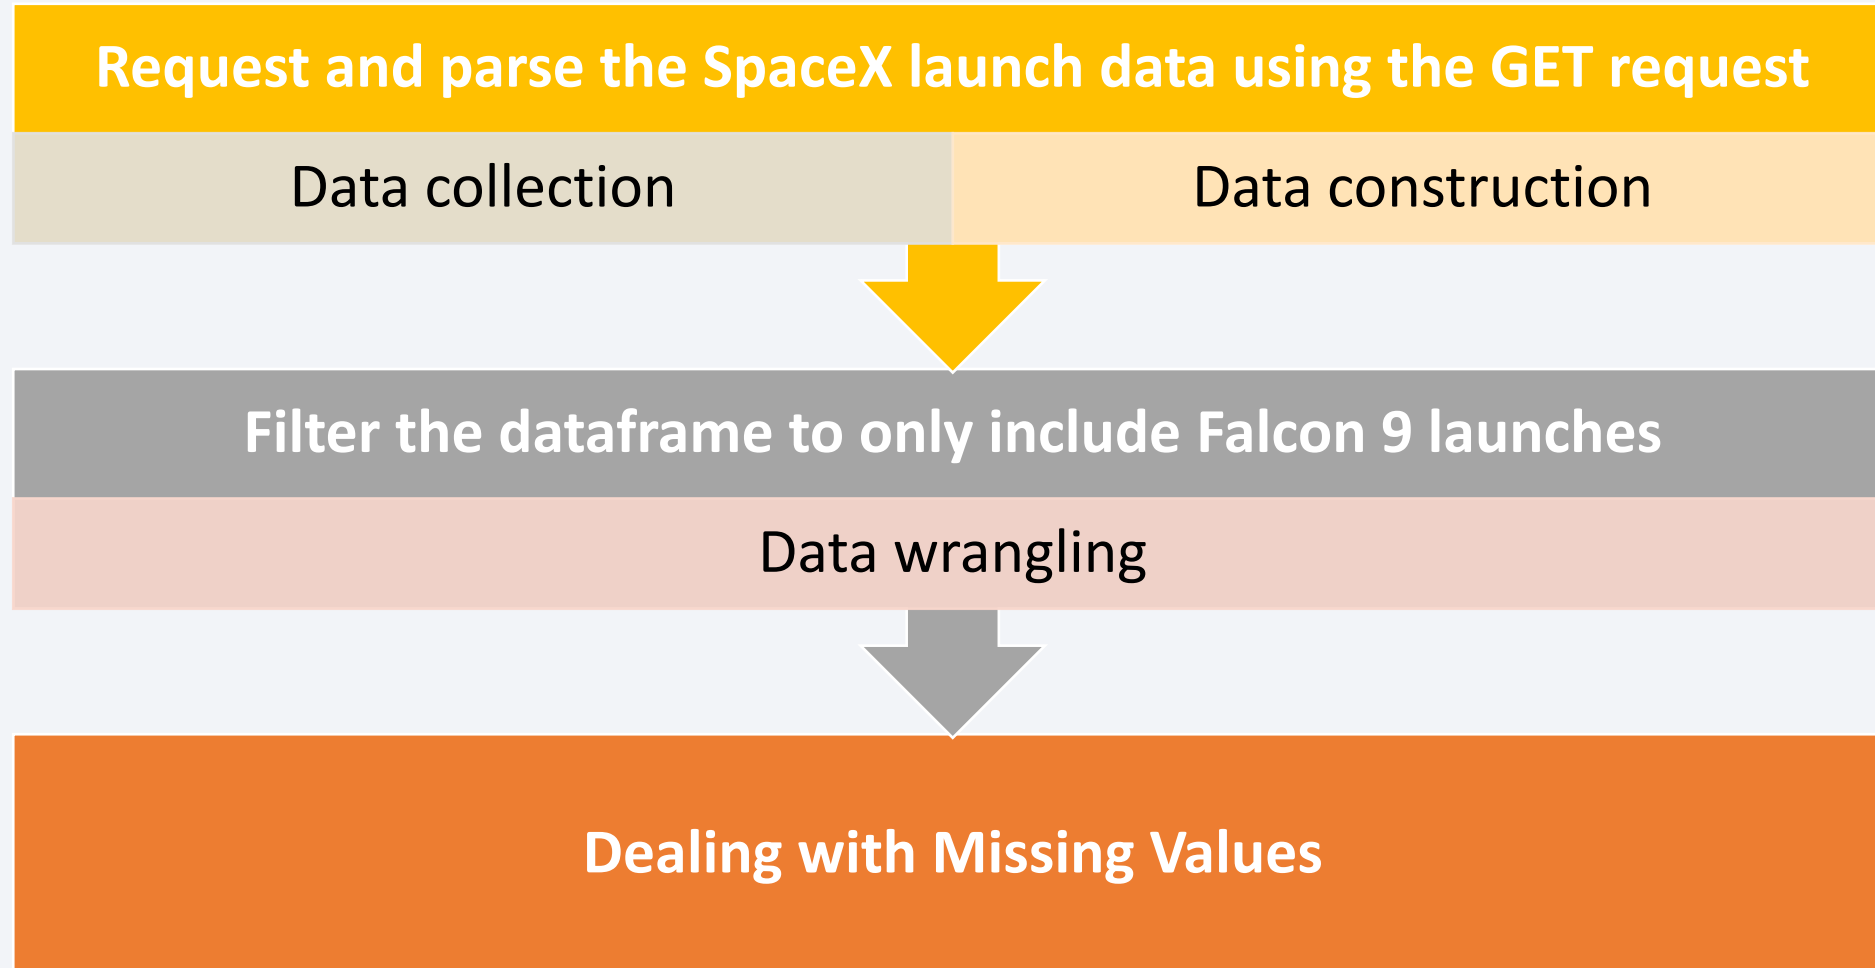 Request and parse the SpaceX launch data using the GET request
Data collection
Data construction
Filter the dataframe to only include Falcon 9 launches
Data wrangling
Dealing with Missing Values